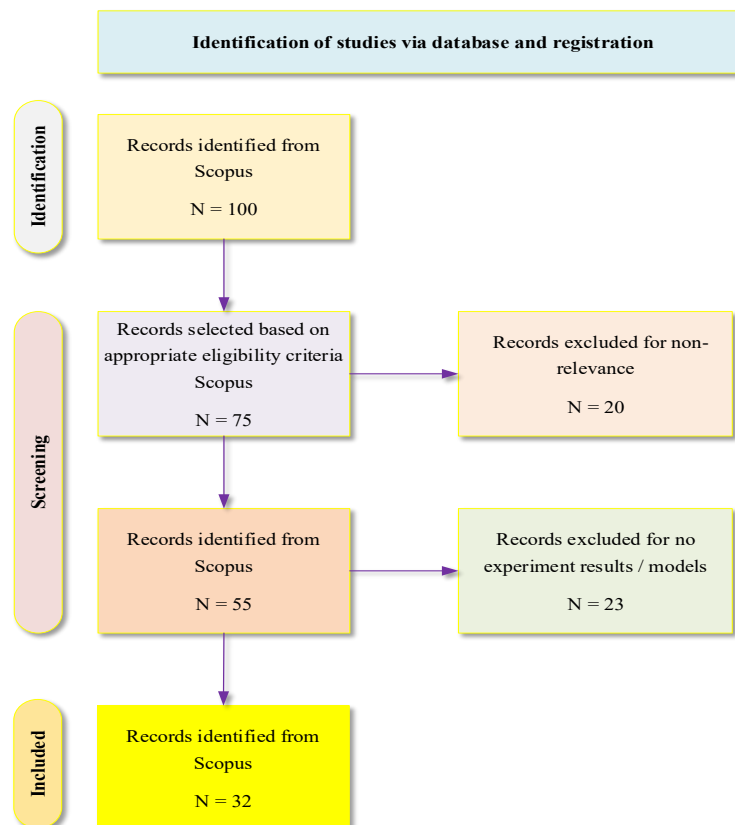 Identification of studies via database and registration
Identification
Records identified from
Scopus
N = 100
Screening
Records selected based on
appropriate eligibility criteria
Scopus
N = 75
Records excluded for non-
relevance
N = 20
Records identified from
Scopus
N = 55
Records excluded for no
experiment results / models
N = 23
Included
Records identified from
Scopus
N = 32